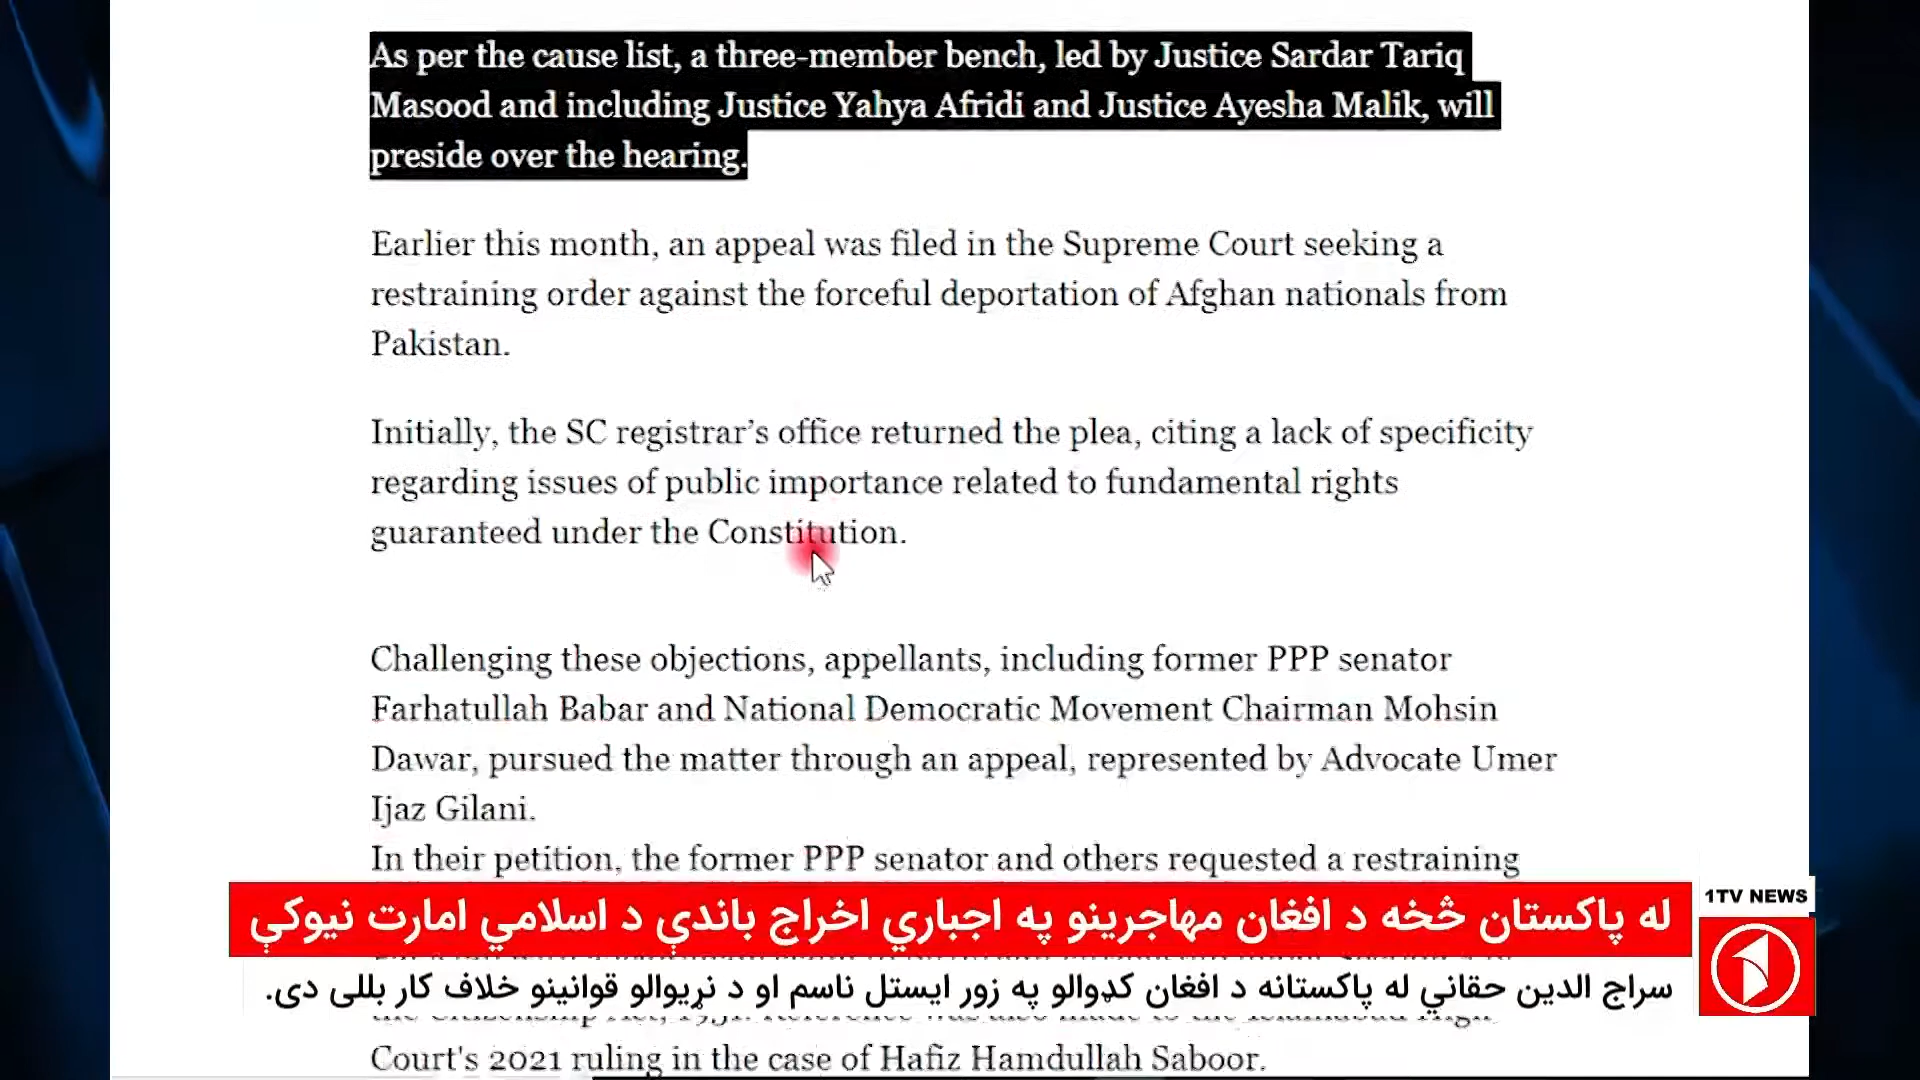 As per the cause list, a three-member bench, led by Justice Sardar Tariq
Masood and including Justice Yahya Afridi and Justice Ayesha Malik, will
preside over the hearing.
Earlier this month, an appeal was filed in the Supreme Court seeking a
restraining order against the forceful deportation of Afghan nationals from
Pakistan.
Initially, the SC registrar’s office returned the plea, citing a lack of specificity
regarding issues of public importance related to fundamental rights
guaranteed under the Constitution.
Challenging these objections, appellants, including former PPP senator
Farhatullah Babar and National Democratic Movement Chairman Mohsin
Dawar, pursued the matter through an appeal, represented by Advocate Umer
Ijaz Gilani.
In their petition, the former PPP senator and others requested a restraining
له پاکستان څخه د افغان مهاجرینو په اجباري اخراج باندې د اسلامي امارت نیوکې
1TV NEWS
سراج الدین حقاني له پاکستانه د افغان کډوالو په زور ایستل ناسم او د نړیوالو قوانینو خلاف کار بللی دی.
Court's 2021 ruling in the case of Hafiz Hamdullah Saboor.